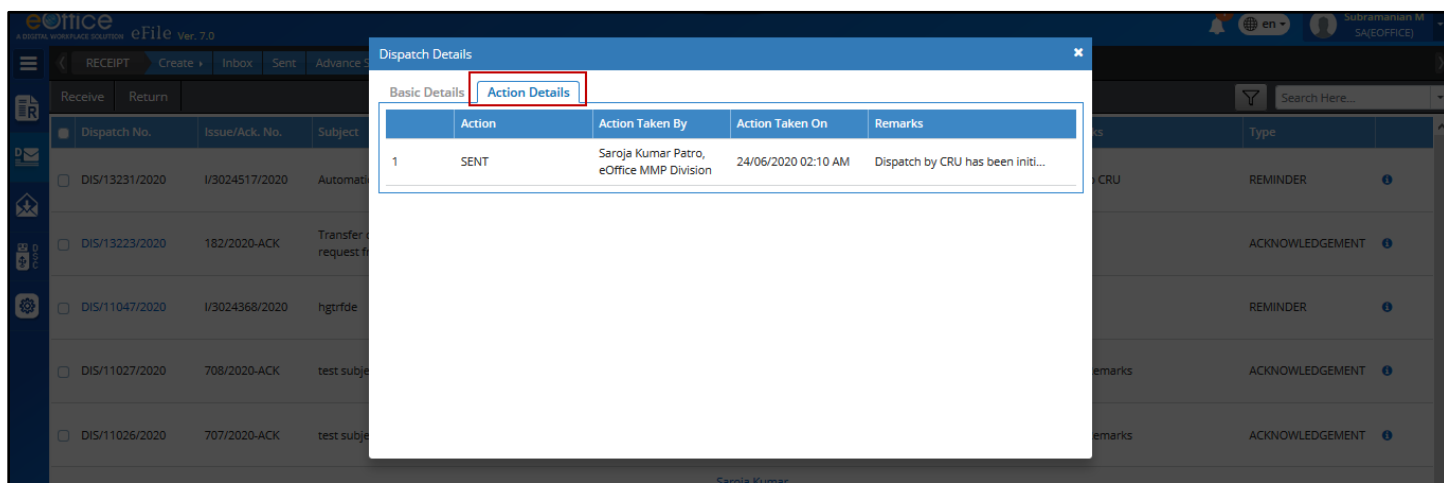 eOffice
A DIGITAL WORKPLACE SOLUTION eFile Ver. 7.0
en
Subramanian M
SA(EOFFICE)
RECEIPT Create Inbox Sent Advance S
Dispatch Details
Basic Details Action Details
Receive Return
Search Here...
Action Action Taken By Action Taken On Remarks
1 SENT Saroja Kumar Patro, 24/06/2020 02:10 AM Dispatch by CRU has been initi...
eOffice MMP Division
Dispatch No. Issue/Ack. No. Subject ks Type
DIS/13231/2020 I/3024517/2020 Automati CRU REMINDER
DIS/13223/2020 182/2020-ACK Transfer ACKNOWLEDGEMENT
request fr
DIS/11047/2020 I/3024368/2020 hgtrfde REMINDER
DIS/11027/2020 708/2020-ACK test subje emarks ACKNOWLEDGEMENT
DIS/11026/2020 707/2020-ACK test subje emarks ACKNOWLEDGEMENT
Saroja Kumar
DSC